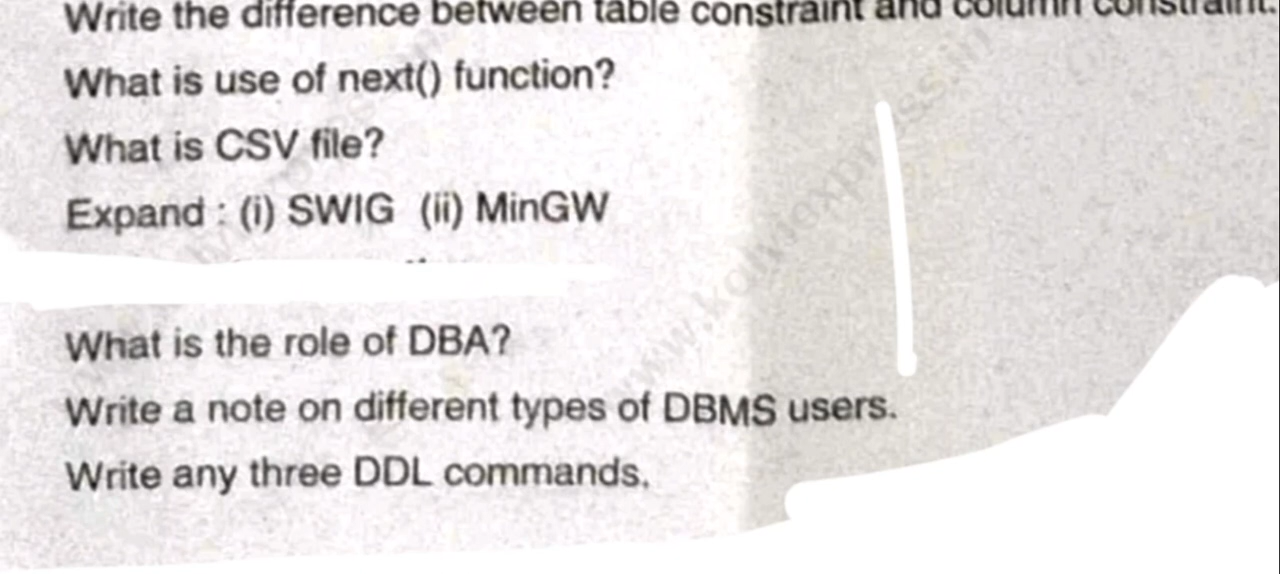 Write the difference between table constraint and column constraint.
What is use of next() function?
What is CSV file?
Expand : (i) SWIG (ii) MinGW
What is the role of DBA?
Write a note on different types of DBMS users.
Write any three DDL commands.